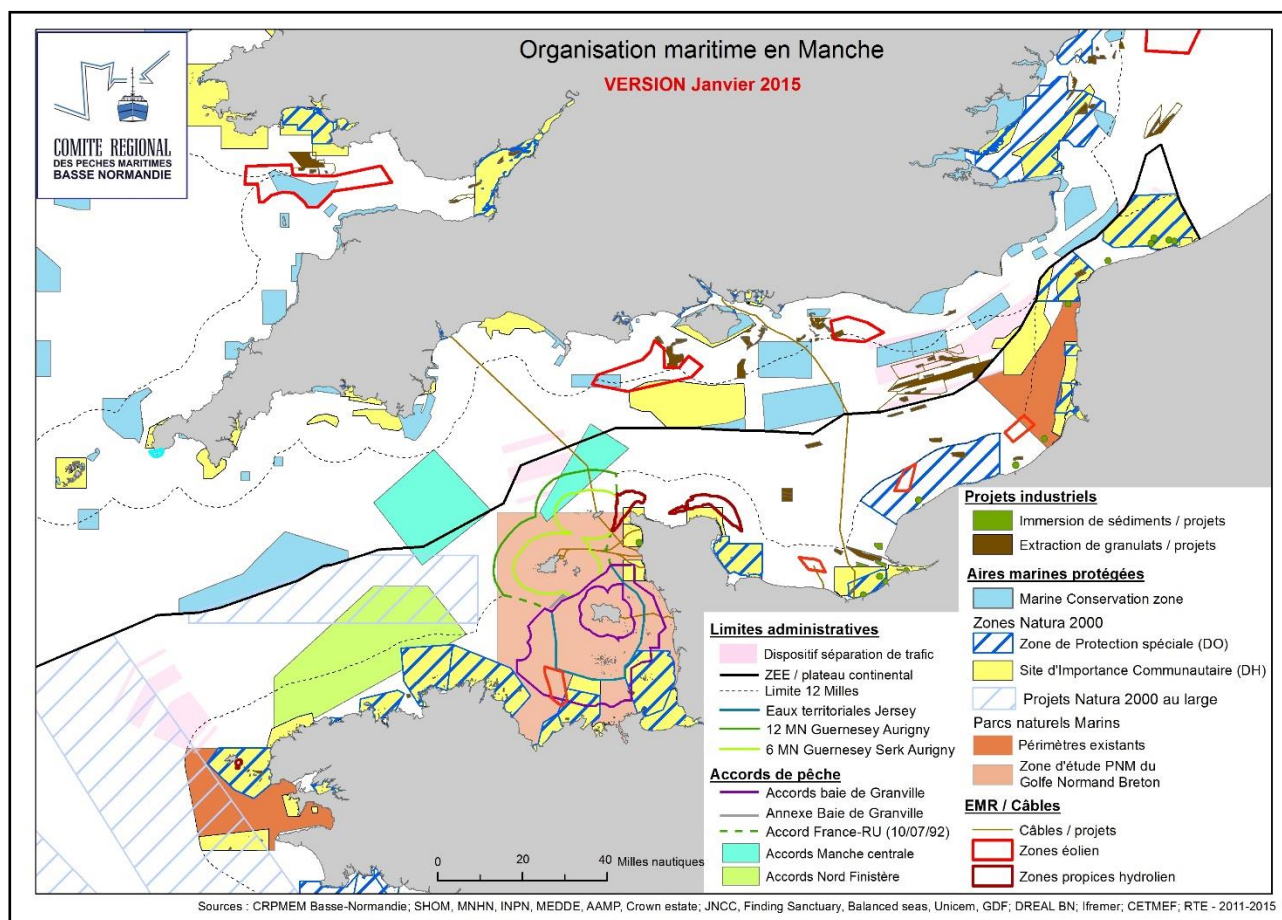 Organisation maritime en Manche
VERSION Janvier 2015
COMITE REGIONAL
DES PECHES MARITIMES
BASSE NORMANDIE
Limites administratives
Dispositif séparation de trafic
ZEE / plateau continental
Limite 12 Milles
Eaux territoriales Jersey
12 MN Guernesey Aurigny
6 MN Guernesey Serk Aurigny
Accords de pêche
Accords baie de Granville
Annexe Baie de Granville
Accord France-RU (10/07/92)
Accords Manche centrale
Accords Nord Finistère
Projets industriels
Immersion de sédiments / projets
Extraction de granulats / projets
Aires marines protégées
Marine Conservation zone
Zones Natura 2000
Zone de Protection spéciale (DO)
Site d'Importance Communautaire (DH)
Projets Natura 2000 au large
Parcs naturels Marins
Périmètres existants
Zone d'étude PNM du
Golfe Normand Breton
EMR / Câbles
Câbles / projets
Zones éolien
Zones propices hydrolien
0 20 40 Milles nautiques
Sources : CRPMEM Basse-Normandie; SHOM, MNHN, INPN, MEDDE, AAMP, Crown estate; JNCC, Finding Sanctuary, Balanced seas, Unicem, GDF; DREAL BN; Ifremer; CETMEF; RTE - 2011-2015